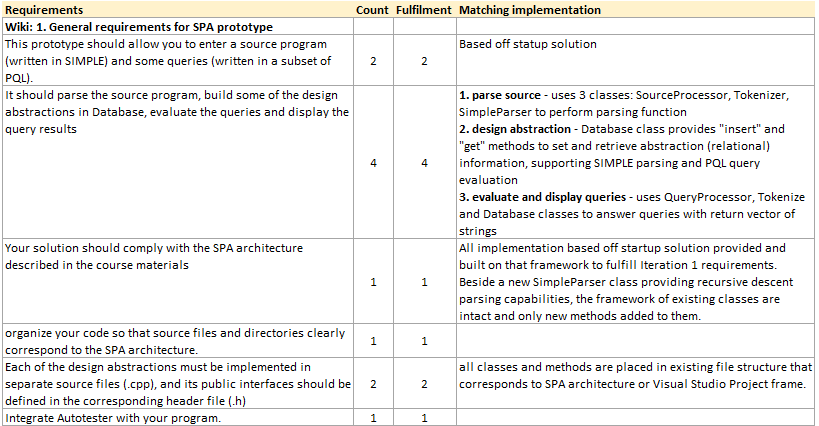 Requirements Count Fulfilment Matching implementation
Wiki: 1. General requirements for SPA prototype
This prototype should allow you to enter a source program
(written in SIMPLE) and some queries (written in a subset of
PQL).
2 2
Based off statup solution
It should parse the source program, build some of the design
abstractions in Database, evaluate the queries and display the
query results
4 4
1. parse source - uses 3 classes: SourceProcessor, Tokenizer,
SimpleParser to perform parsing function
2. design abstraction - Database class provides "insert" and
"get" methods to set and retrieve abstraction (relational)
information, supporting SIMPLE parsing and PQL query
evaluation
3. evaluate and display queries - uses QueryProcessor, Tokenize
and Database classes to answer queries with return vector of
strings
Your solution should comply with the SPA architecture
described in the course materials
1 1
All implementation based off startup solution provided and
built on that framework to fulfill Iteration 1 requirements.
Beside a new SimpleParser class providing recursive descent
parsing capabilities, the framework of existing classes are
intact and only new methods added to them.
organize your code so that source files and directories clearly
correspond to the SPA architecture.
1 1
Each of the design abstractions must be implemented in
separate source files (.cpp), and its public interfaces should be
defined in the corresponding header file (.h)
2 2
all classes and methods are placed in existing file structure that
corresponds to SPA architecture or Visual Studio Project frame.
Integrate Autotester with your program.
1 1